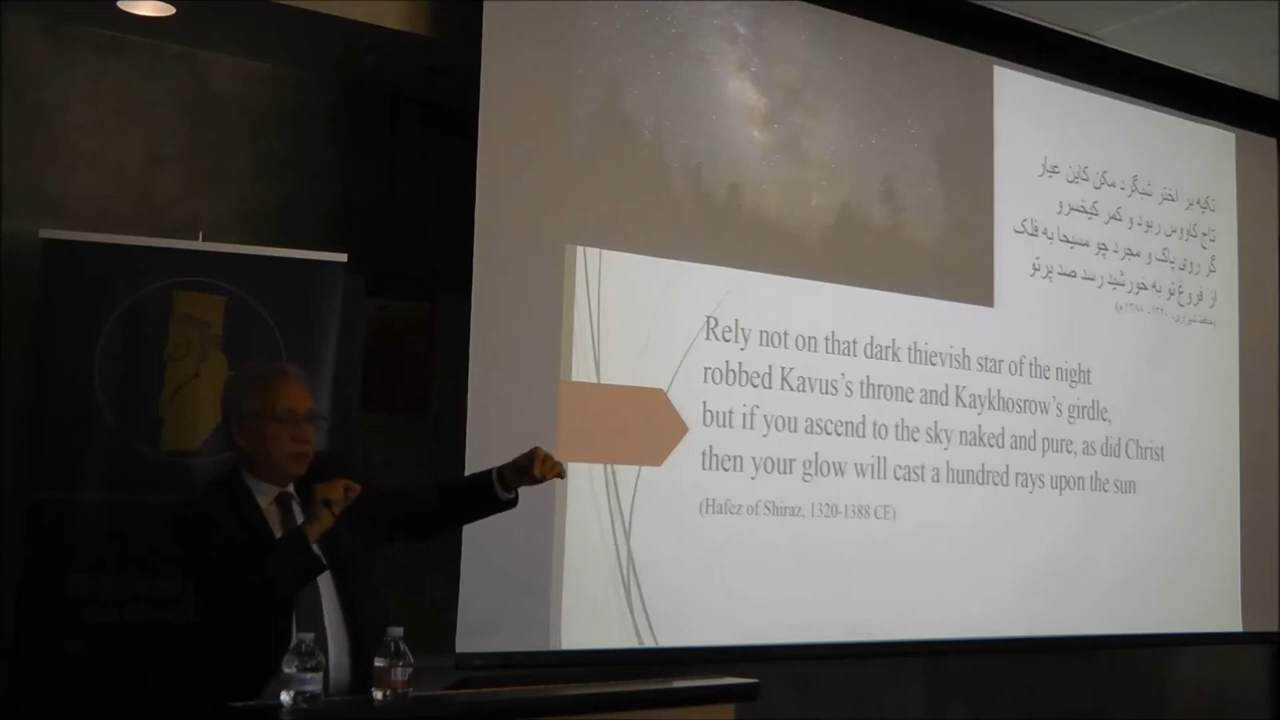 تکیه بر اختر شبگرد مکن کاین عیار
تاج کاووس ربود و کمر کیخسرو
گر روی پاک و مجرد چو مسیحا به فلک
از فروغ تو به خورشید رسد صد پرتو
Rely not on that dark thievish star of the night
robbed Kavus's throne and Kaykhosrow's girdle,
but if you ascend to the sky naked and pure, as did Christ
then your glow will cast a hundred rays upon the sun
(Hafez of Shiraz, 1320-1388 CE)